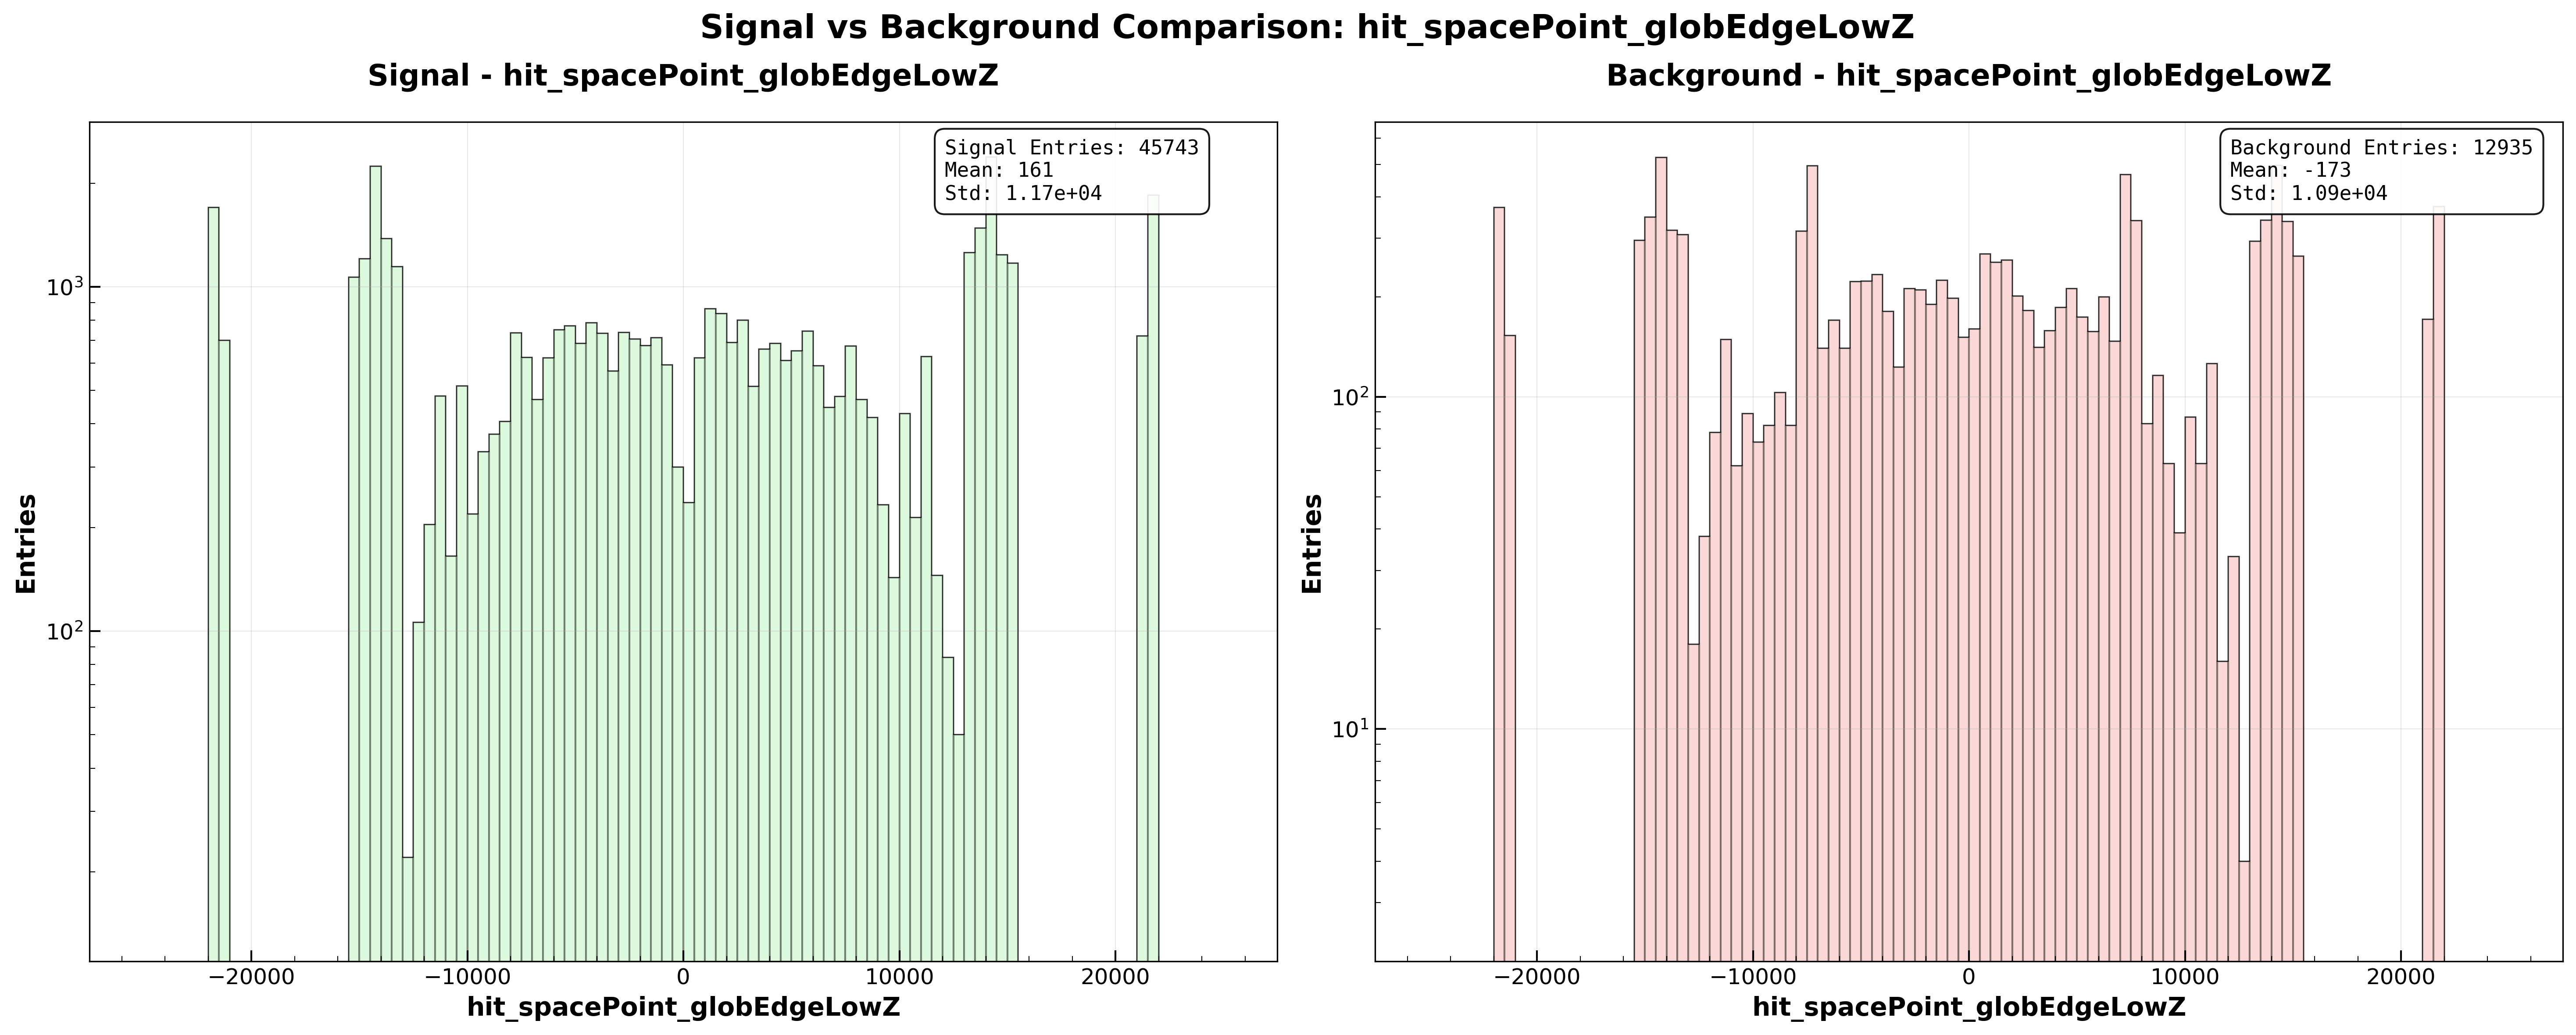 Signal vs Background Comparison: hit_spacePoint_globEdgeLowZ
Signal - hit_spacePoint_globEdgeLowZ
Signal Entries: 45743
Mean: 161
Std: 1.17e+04
10³
10²
Entries
−20000 −10000 0 10000 20000
hit_spacePoint_globEdgeLowZ
Background - hit_spacePoint_globEdgeLowZ
Background Entries: 12935
Mean: -173
Std: 1.09e+04
10²
10¹
Entries
−20000 −10000 0 10000 20000
hit_spacePoint_globEdgeLowZ